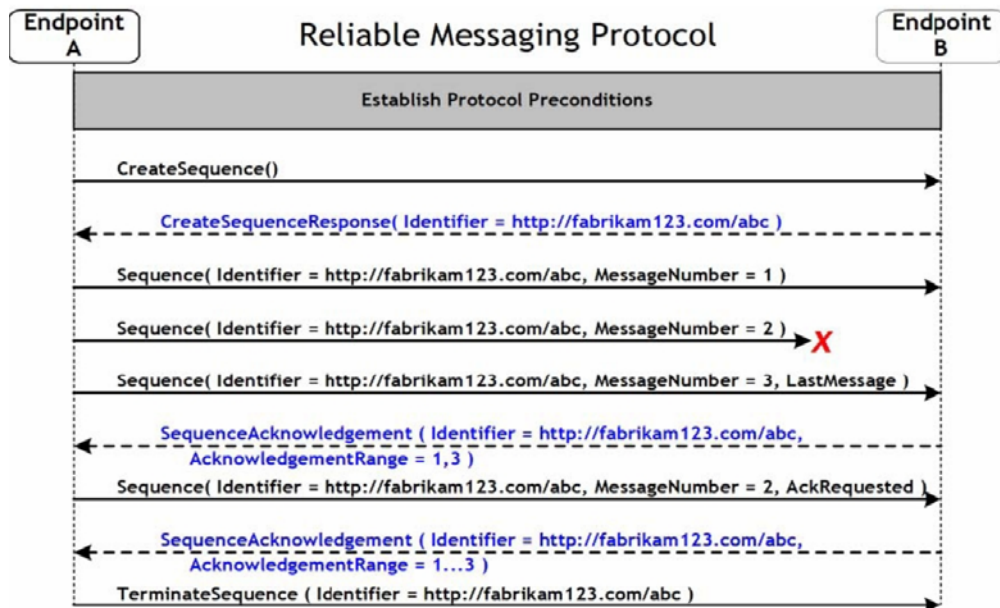 Endpoint
A
Reliable Messaging Protocol
Endpoint
B
Establish Protocol Preconditions
CreateSequence()
CreateSequenceResponse( Identifier = http://fabrikam123.com/abc )
Sequence( Identifier = http://fabrikam123.com/abc, MessageNumber = 1 )
Sequence( Identifier = http://fabrikam123.com/abc, MessageNumber = 2 )
X
Sequence( Identifier = http://fabrikam123.com/abc, MessageNumber = 3, LastMessage )
SequenceAcknowledgement ( Identifier = http://fabrikam123.com/abc,
AcknowledgementRange = 1,3 )
Sequence( Identifier = http://fabrikam123.com/abc, MessageNumber = 2, AckRequested )
SequenceAcknowledgement ( Identifier = http://fabrikam123.com/abc,
AcknowledgementRange = 1...3 )
TerminateSequence ( Identifier = http://fabrikam123.com/abc )